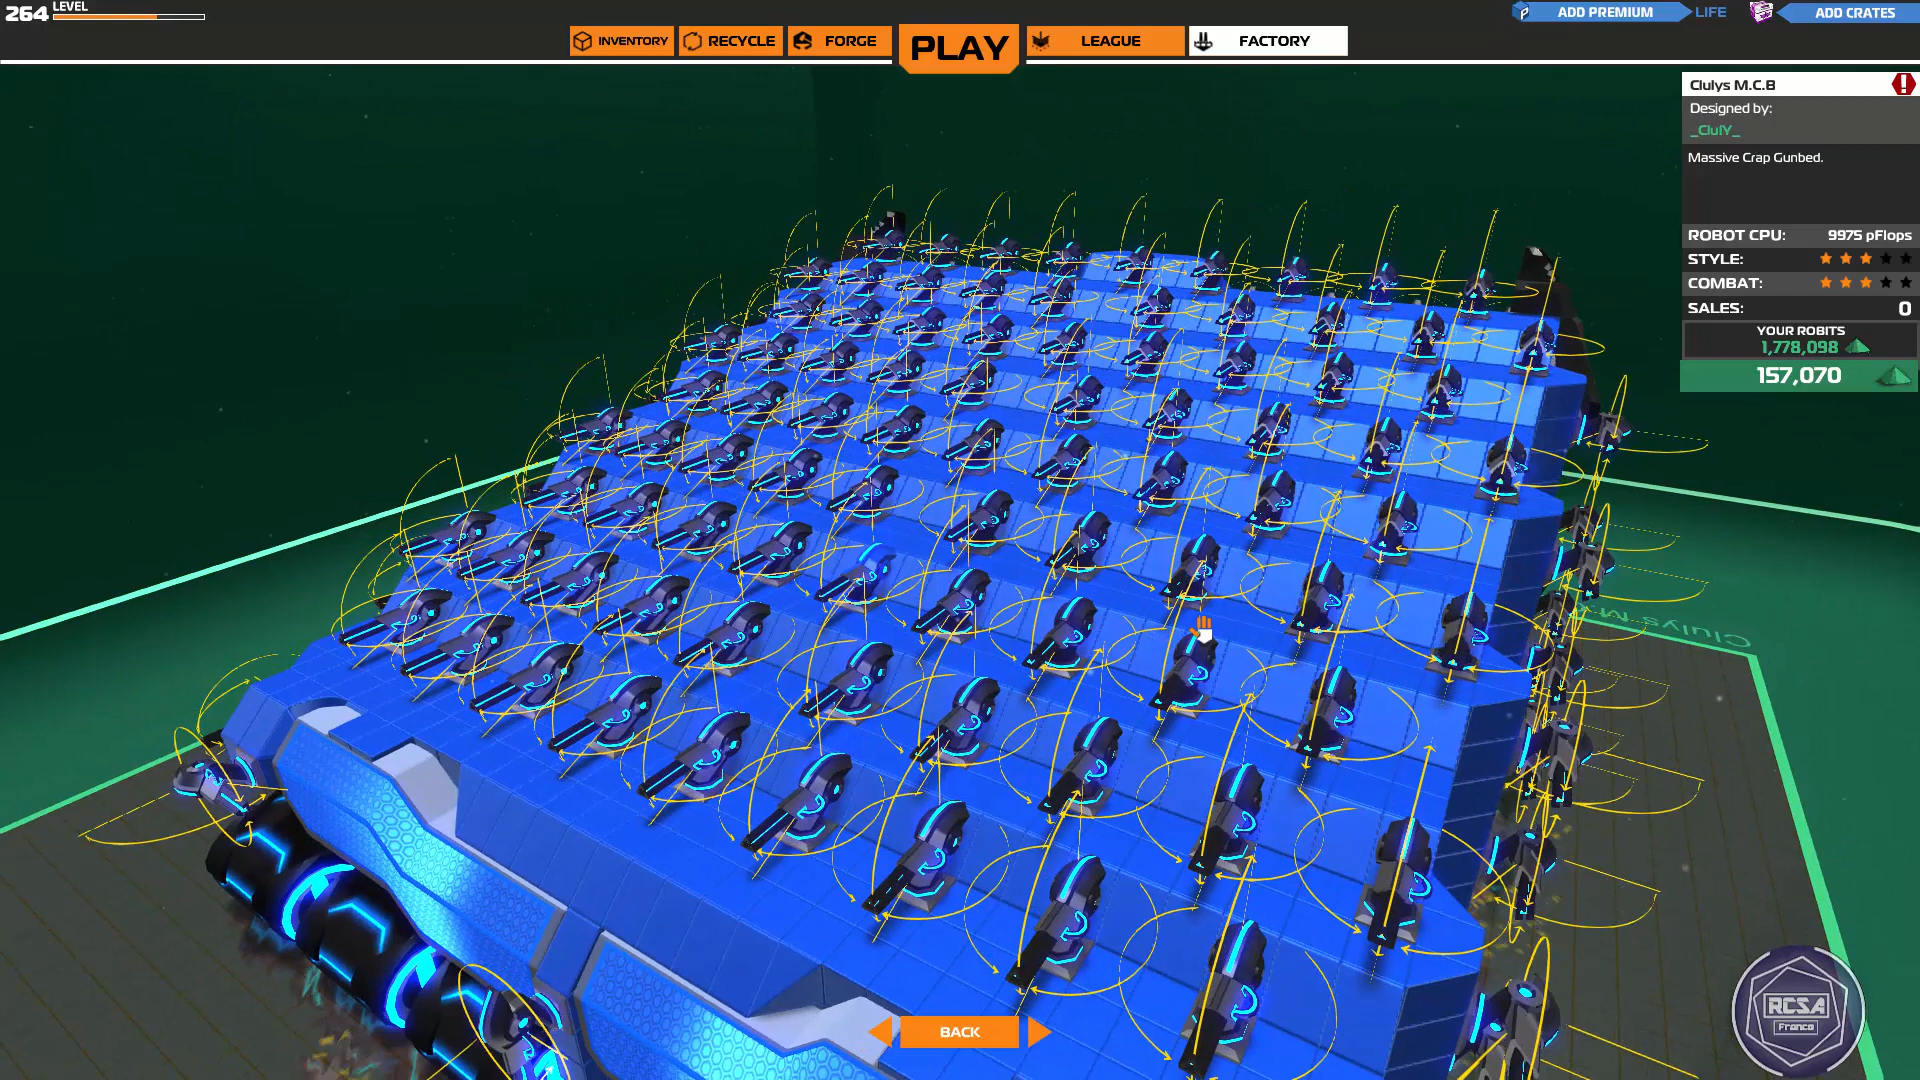 264 LEVEL
ADD PREMIUM LIFE ADD CRATES
INVENTORY RECYCLE FORGE PLAY LEAGUE FACTORY
Clulys M.C.B
Designed by:
_ClulY_
Massive Crap Gunbed.
ROBOT CPU: 9975 pFlops
STYLE:
COMBAT:
SALES: 0
YOUR ROBITS
1,778,098
157,070
Clulys M.C
BACK
RCSA
Franco